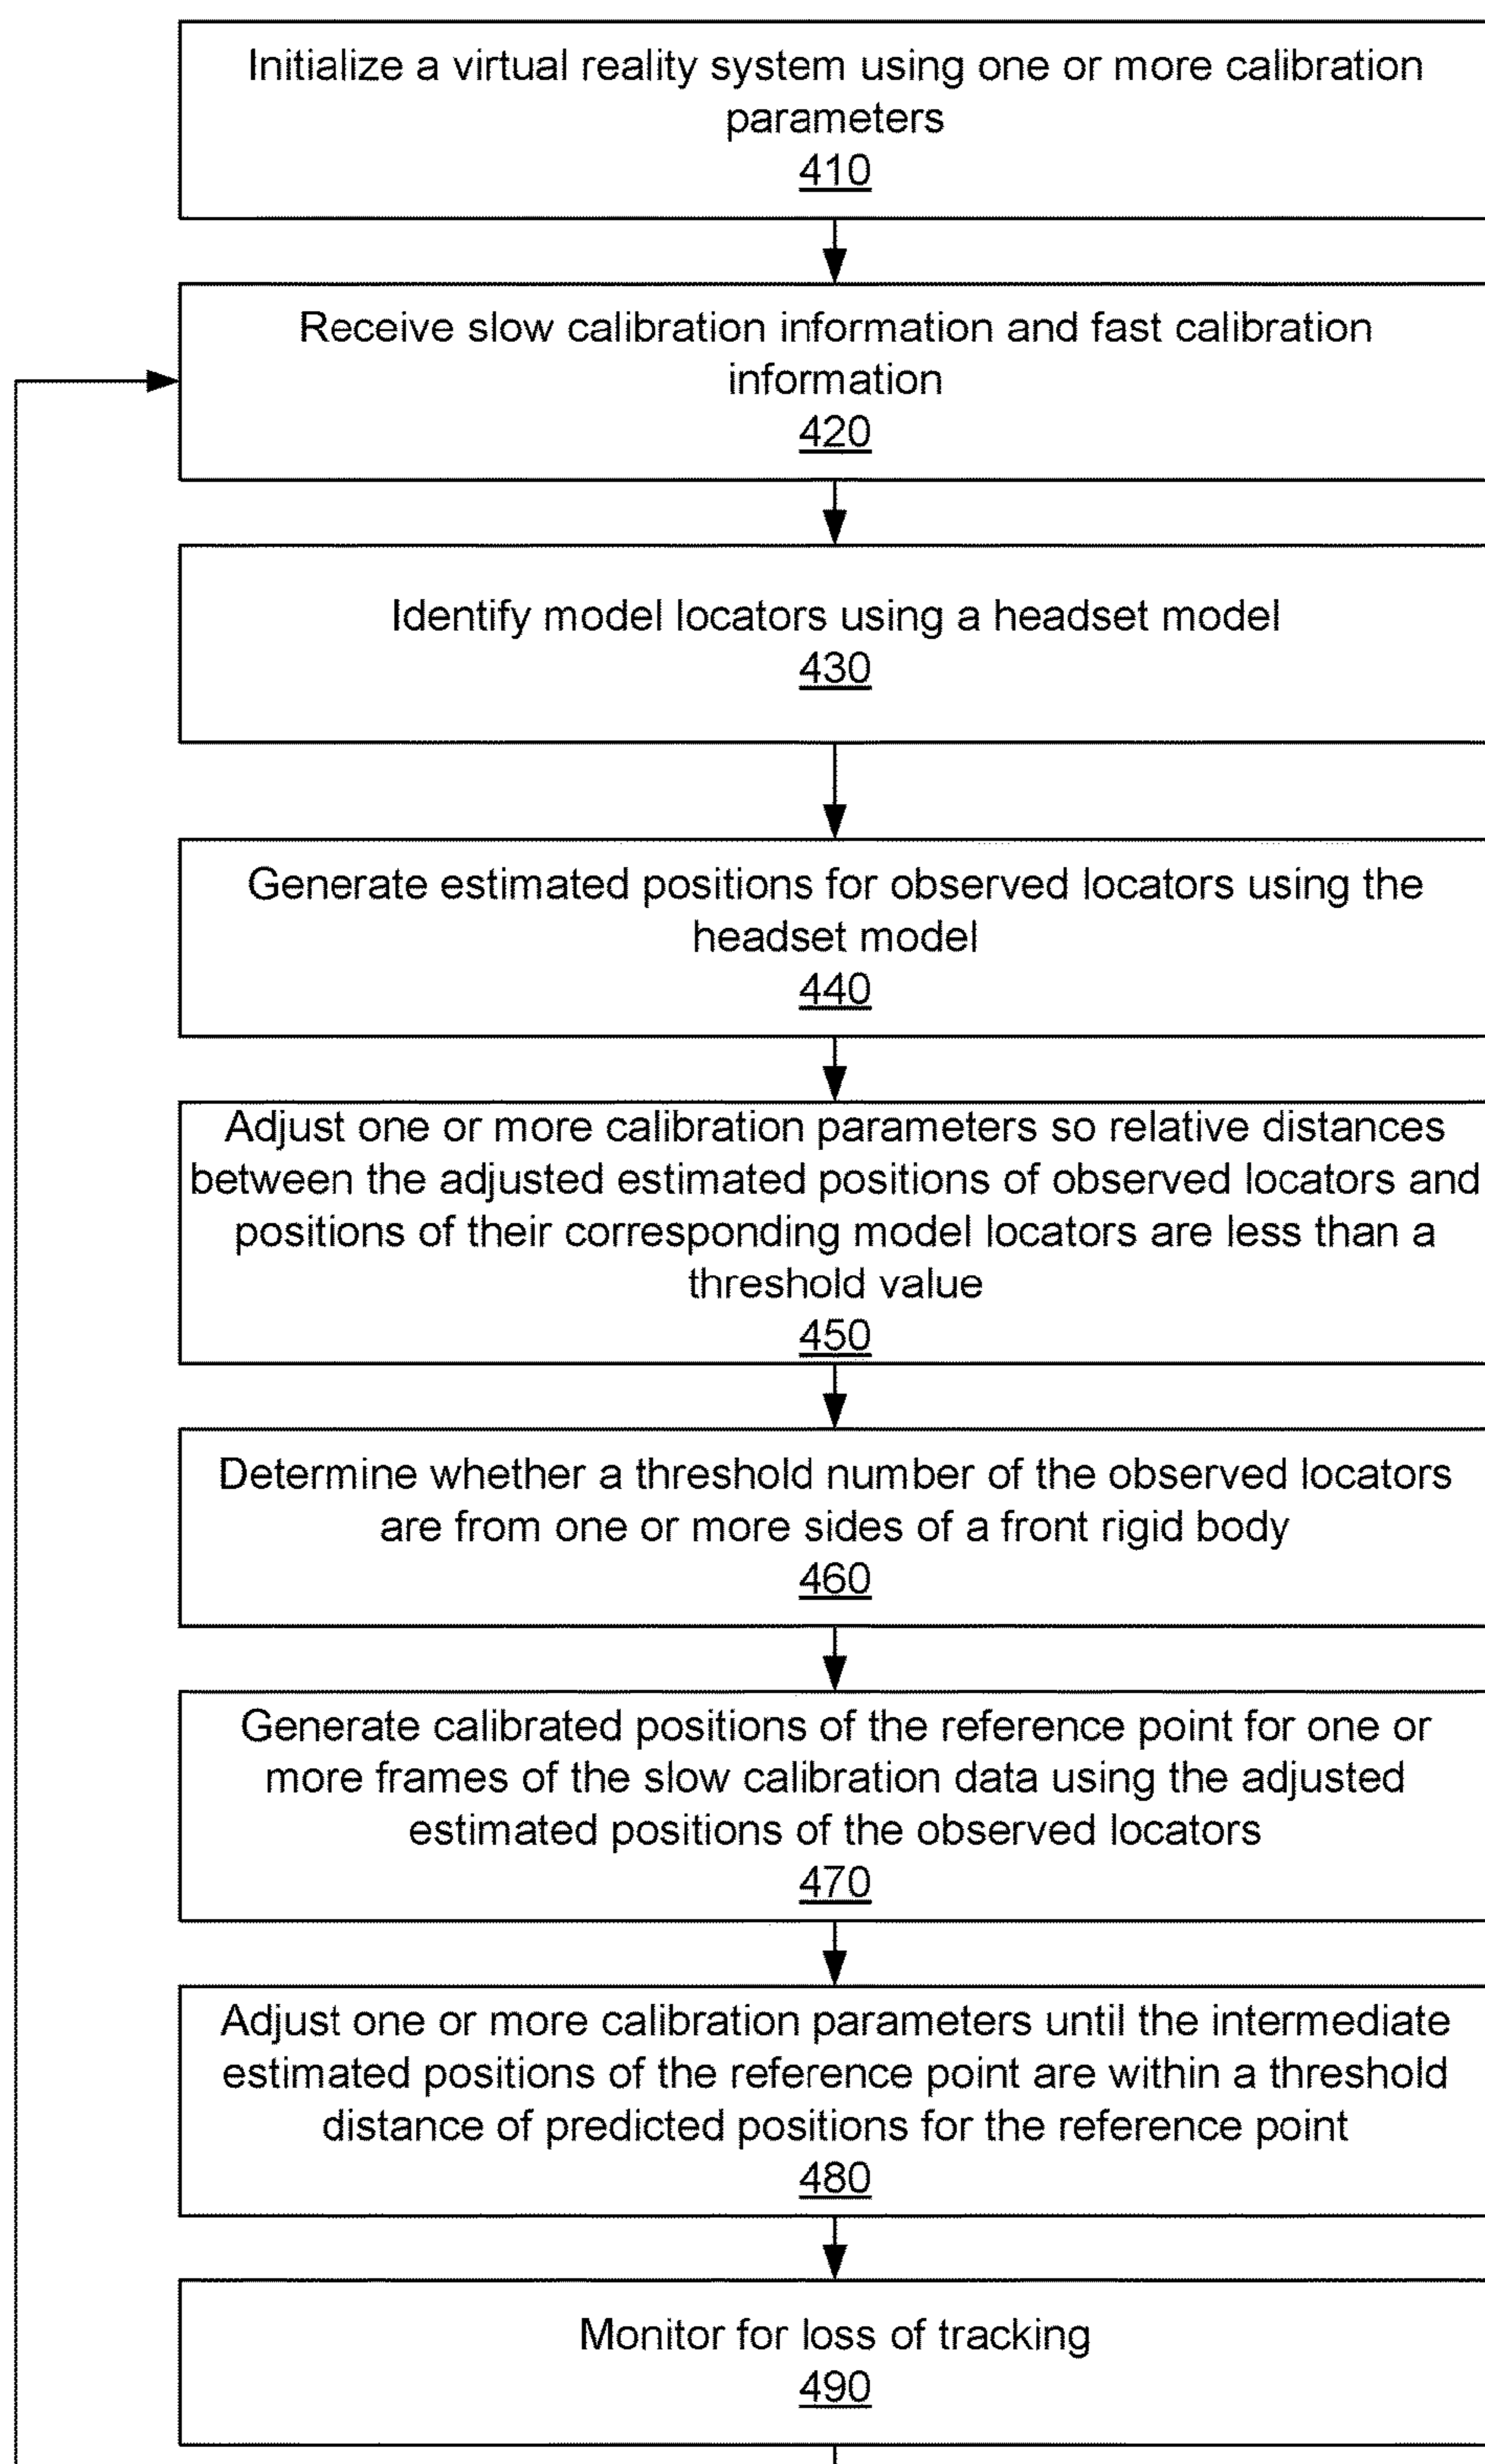 Initialize a virtual reality system using one or more calibration
parameters
410
Receive slow calibration information and fast calibration
information
420
Identify model locators using a headset model
430
Generate estimated positions for observed locators using the
headset model
440
Adjust one or more calibration parameters so relative distances
between the adjusted estimated positions of observed locators and
positions of their corresponding model locators are less than a
threshold value
450
Determine whether a threshold number of the observed locators
are from one or more sides of a front rigid body
460
Generate calibrated positions of the reference point for one or
more frames of the slow calibration data using the adjusted
estimated positions of the observed locators
470
Adjust one or more calibration parameters until the intermediate
estimated positions of the reference point are within a threshold
distance of predicted positions for the reference point
480
Monitor for loss of tracking
490